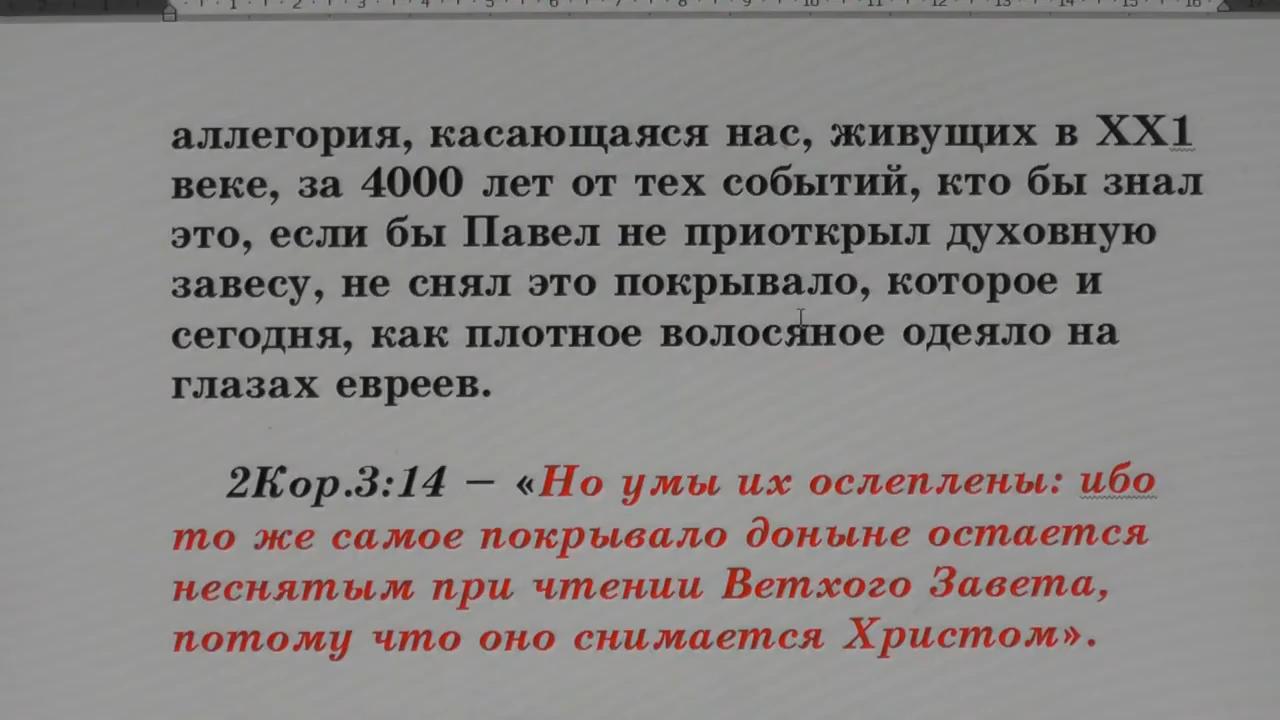 аллегория, касающаяся нас, живущих в ХХ1
веке, за 4000 лет от тех событий, кто бы знал
это, если бы Павел не приоткрыл духовную
завесу, не снял это покрывало, которое и
сегодня, как плотное волосяное одеяло на
глазах евреев.
2Кор.3:14 – «Но умы их ослеплены: ибо
то же самое покрывало доныне остается
неснятым при чтении Ветхого Завета,
потому что оно снимается Христом».